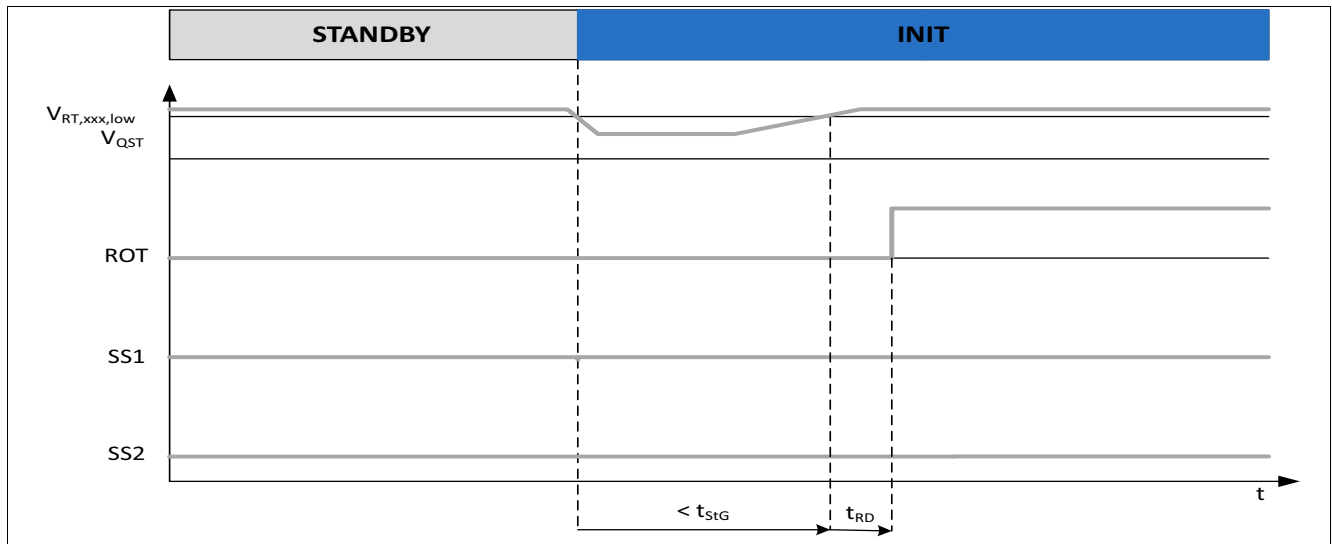 STANDBY INIT
V_RT,xxx,low
V_QST
ROT
SS1
SS2
t
< t_StG t_RD